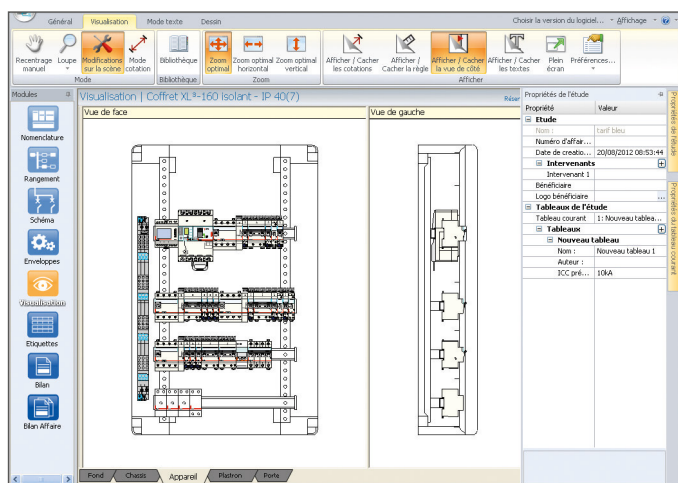 Général Visualisation Mode texte Dessin Choisir la version du logiciel... Affichage
Recentrage manuel
Loupe
Modifications sur la scène
Mode cotation
Mode
Bibliothèque
Bibliothèque
Zoom optimal
Zoom optimal horizontal
Zoom optimal vertical
Zoom
Afficher / Cacher les cotations
Afficher / Cacher la règle
Afficher / Cacher la vue de côté
Afficher / Cacher les textes
Plein écran
Préférences...
Afficher
Modules
Nomenclature
Rangement
Schéma
Enveloppes
Visualisation
Etiquettes
Bilan
Bilan Affaire
Visualisation | Coffret XL³-160 isolant - IP 40(7)
Réser
Vue de face
Vue de gauche
Fond Chassis Appareil Plastron Porte
Propriétés de l'étude
Propriété Valeur
Etude
Nom : tarif bleu
Numéro d'affair...
Date de creatio... 20/08/2012 08:53:44
Intervenants
Intervenant 1
Bénéficiaire
Logo bénéficiaire ...
Tableaux de l'étude
Tableau courant 1: Nouveau tablea...
Tableaux
Nouveau tableau
Nom : Nouveau tableau 1
Auteur :
ICC pré... 10kA
Propriétés de l'étude
Propriétés du tableau courant